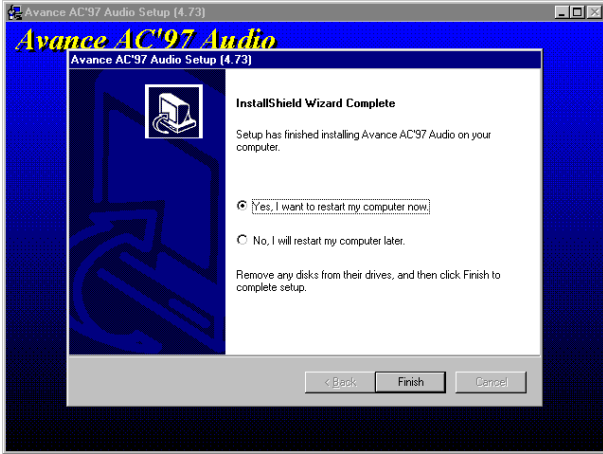 Avance AC'97 Audio Setup [4.73]
Avance AC'97 Audio
Avance AC'97 Audio Setup (4.73)
InstallShield Wizard Complete
Setup has finished installing Avance AC'97 Audio on your
computer.
Yes, I want to restart my computer now.
No, I will restart my computer later.
Remove any disks from their drives, and then click Finish to
complete setup.
< Back Finish Cancel